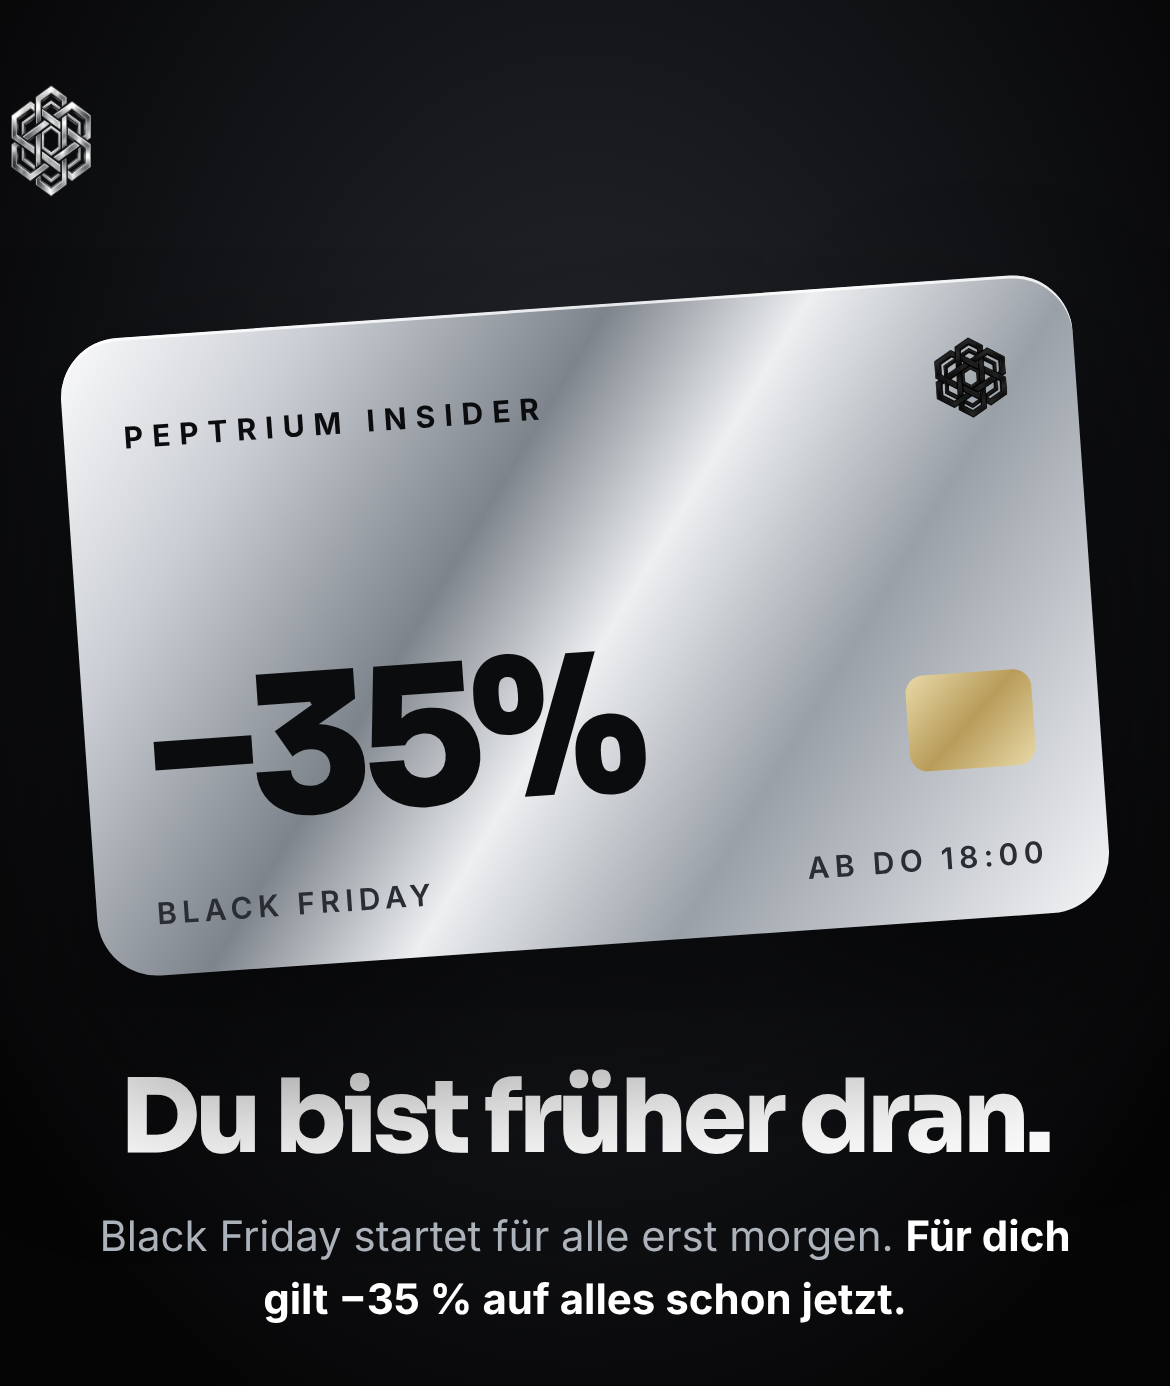 PEPTRIUM INSIDER
−35%
BLACK FRIDAY
AB DO 18:00
Du bist früher dran.
Black Friday startet für alle erst morgen. Für dich
gilt −35 % auf alles schon jetzt.